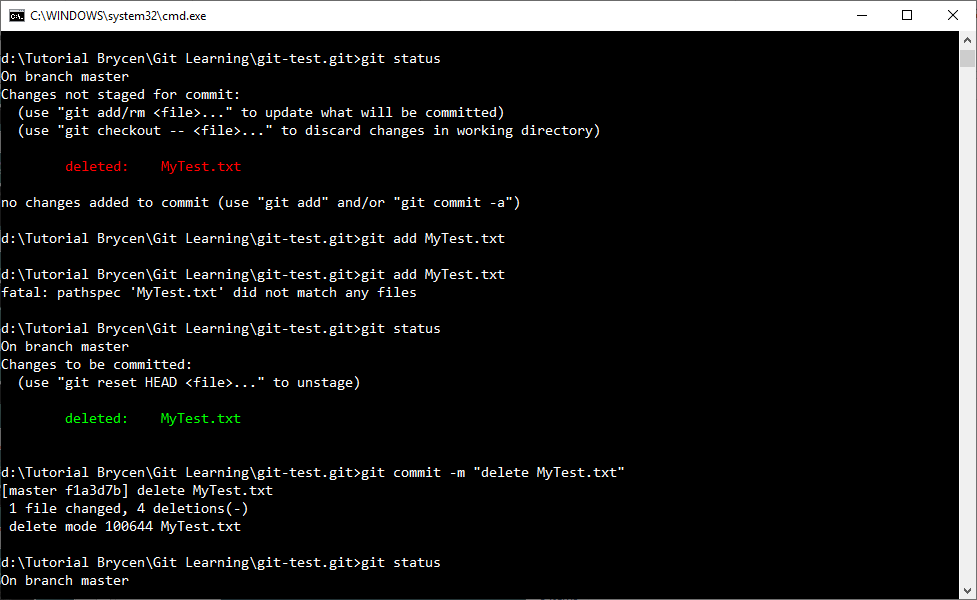 C:\WINDOWS\system32\cmd.exe
d:\Tutorial Brycen\Git Learning\git-test.git>git status
On branch master
Changes not staged for commit:
  (use "git add/rm <file>..." to update what will be committed)
  (use "git checkout -- <file>..." to discard changes in working directory)
        deleted:    MyTest.txt
no changes added to commit (use "git add" and/or "git commit -a")
d:\Tutorial Brycen\Git Learning\git-test.git>git add MyTest.txt
d:\Tutorial Brycen\Git Learning\git-test.git>git add MyTest.txt
fatal: pathspec 'MyTest.txt' did not match any files
d:\Tutorial Brycen\Git Learning\git-test.git>git status
On branch master
Changes to be committed:
  (use "git reset HEAD <file>..." to unstage)
        deleted:    MyTest.txt
d:\Tutorial Brycen\Git Learning\git-test.git>git commit -m "delete MyTest.txt"
[master f1a3d7b] delete MyTest.txt
 1 file changed, 4 deletions(-)
 delete mode 100644 MyTest.txt
d:\Tutorial Brycen\Git Learning\git-test.git>git status
On branch master